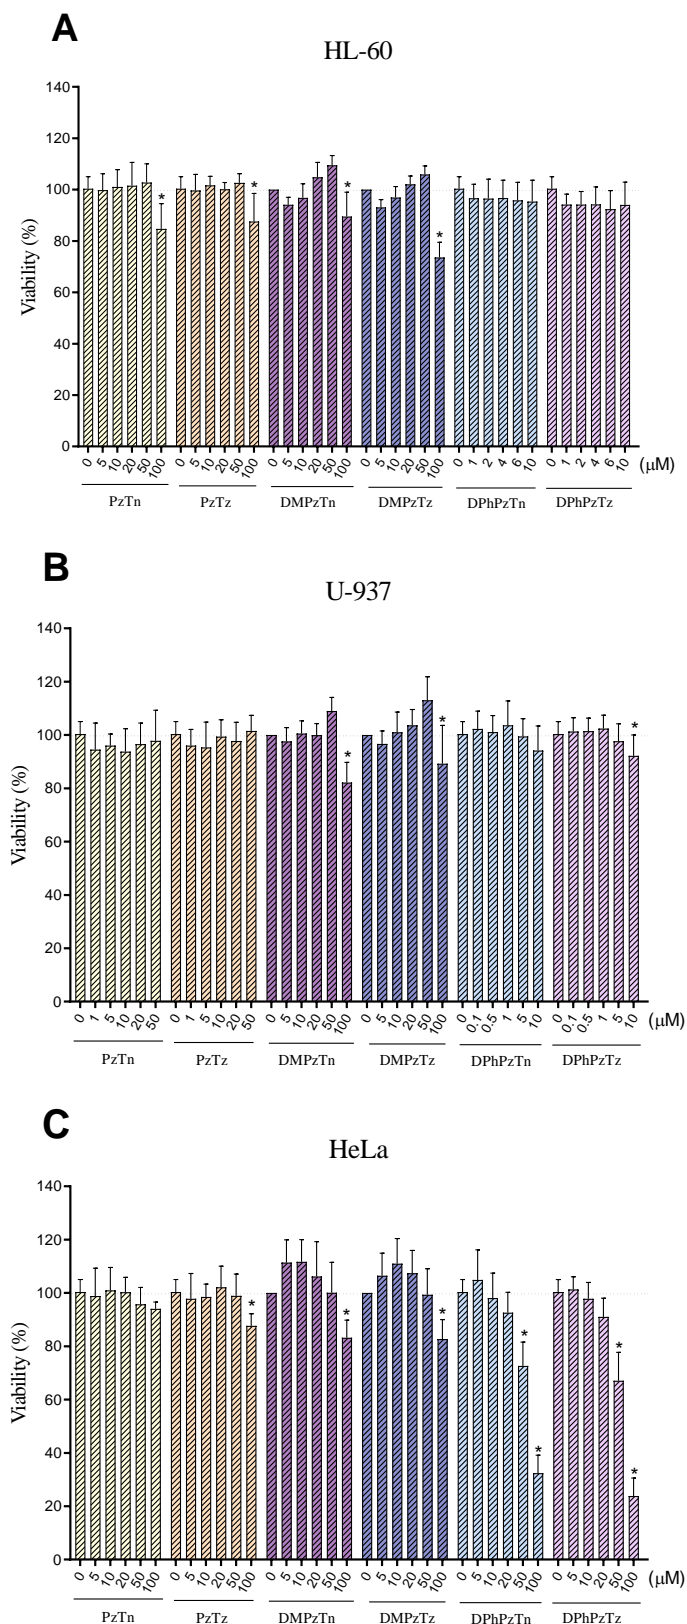 A
HL-60
140
120
100
80
60
40
20
0
Viability (%)
* * * *
0 5 10 20 50 100 0 5 10 20 50 100 0 5 10 20 50 100 0 5 10 20 50 100 0 1 2 4 6 10 0 1 2 4 6 10 (µM)
PzTn PzTz DMPzTn DMPzTz DPhPzTn DPhPzTz
B
U-937
140
120
100
80
60
40
20
0
Viability (%)
* * *
0 1 5 10 20 50 0 1 5 10 20 50 0 5 10 20 50 100 0 5 10 20 50 100 0 0.1 0.5 1 5 10 0 0.1 0.5 1 5 10 (µM)
PzTn PzTz DMPzTn DMPzTz DPhPzTn DPhPzTz
C
HeLa
140
120
100
80
60
40
20
0
Viability (%)
* * * * * * *
0 5 10 20 50 100 0 5 10 20 50 100 0 5 10 20 50 100 0 5 10 20 50 100 0 5 10 20 50 100 0 5 10 20 50 100 (µM)
PzTn PzTz DMPzTn DMPzTz DPhPzTn DPhPzTz